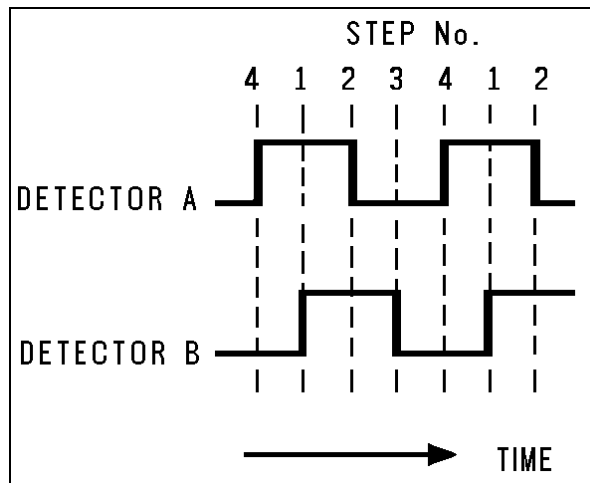 STEP No.
4 1 2 3 4 1 2
DETECTOR A
DETECTOR B
TIME